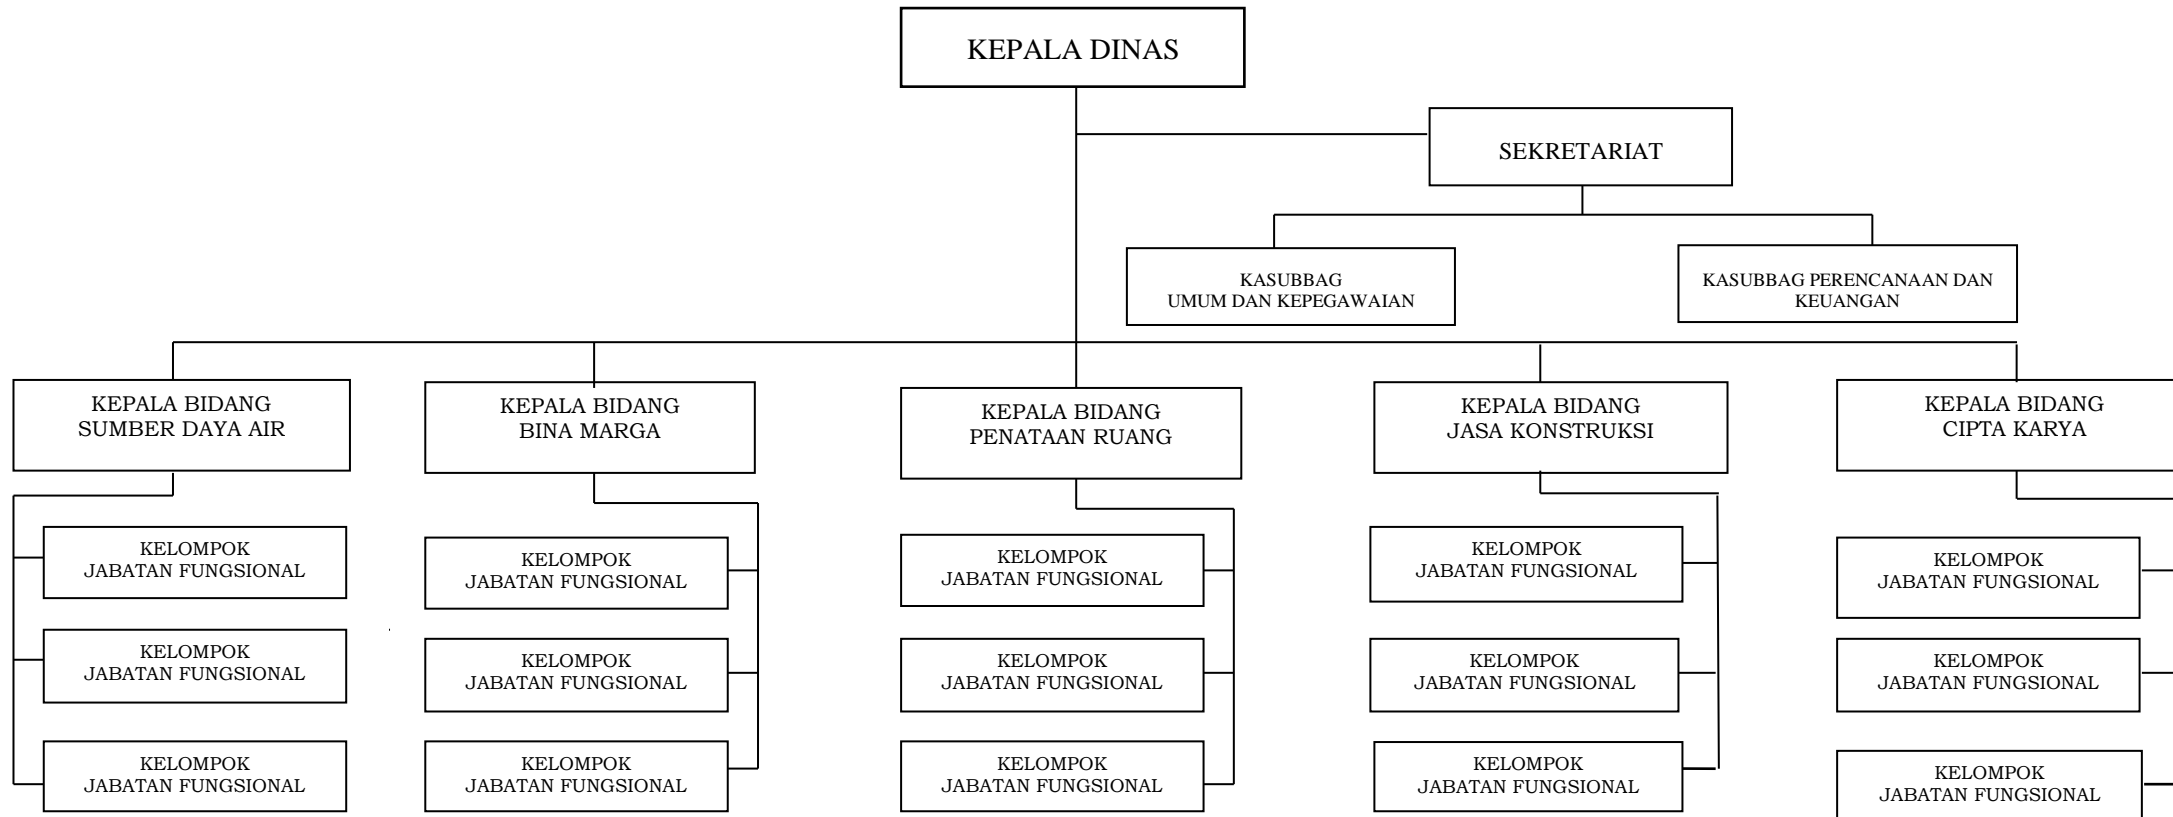 KEPALA DINAS
SEKRETARIAT
KASUBBAG
UMUM DAN KEPEGAWAIAN
KASUBBAG PERENCANAAN DAN
KEUANGAN
KEPALA BIDANG
SUMBER DAYA AIR
KEPALA BIDANG
BINA MARGA
KEPALA BIDANG
PENATAAN RUANG
KEPALA BIDANG
JASA KONSTRUKSI
KEPALA BIDANG
CIPTA KARYA
KELOMPOK
JABATAN FUNGSIONAL
KELOMPOK
JABATAN FUNGSIONAL
KELOMPOK
JABATAN FUNGSIONAL
KELOMPOK
JABATAN FUNGSIONAL
KELOMPOK
JABATAN FUNGSIONAL
KELOMPOK
JABATAN FUNGSIONAL
KELOMPOK
JABATAN FUNGSIONAL
KELOMPOK
JABATAN FUNGSIONAL
KELOMPOK
JABATAN FUNGSIONAL
KELOMPOK
JABATAN FUNGSIONAL
KELOMPOK
JABATAN FUNGSIONAL
KELOMPOK
JABATAN FUNGSIONAL
KELOMPOK
JABATAN FUNGSIONAL
KELOMPOK
JABATAN FUNGSIONAL
KELOMPOK
JABATAN FUNGSIONAL